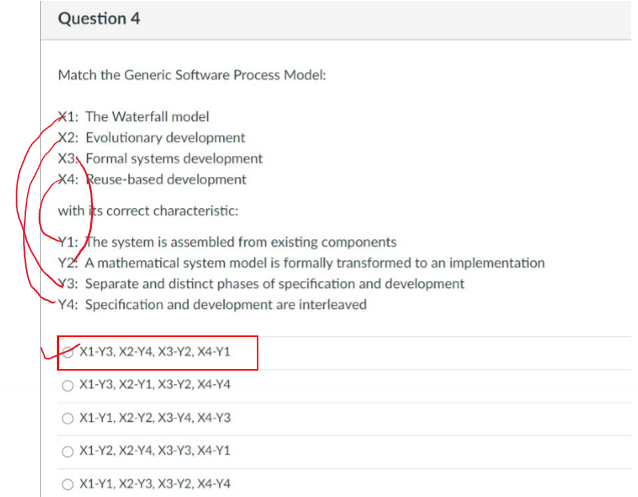 Question 4
Match the Generic Software Process Model:
X1: The Waterfall model
X2: Evolutionary development
X3: Formal systems development
X4: Reuse-based development
with its correct characteristic:
Y1: The system is assembled from existing components
Y2: A mathematical system model is formally transformed to an implementation
Y3: Separate and distinct phases of specification and development
Y4: Specification and development are interleaved
X1-Y3, X2-Y4, X3-Y2, X4-Y1
X1-Y3, X2-Y1, X3-Y2, X4-Y4
X1-Y1, X2-Y2, X3-Y4, X4-Y3
X1-Y2, X2-Y4, X3-Y3, X4-Y1
X1-Y1, X2-Y3, X3-Y2, X4-Y4